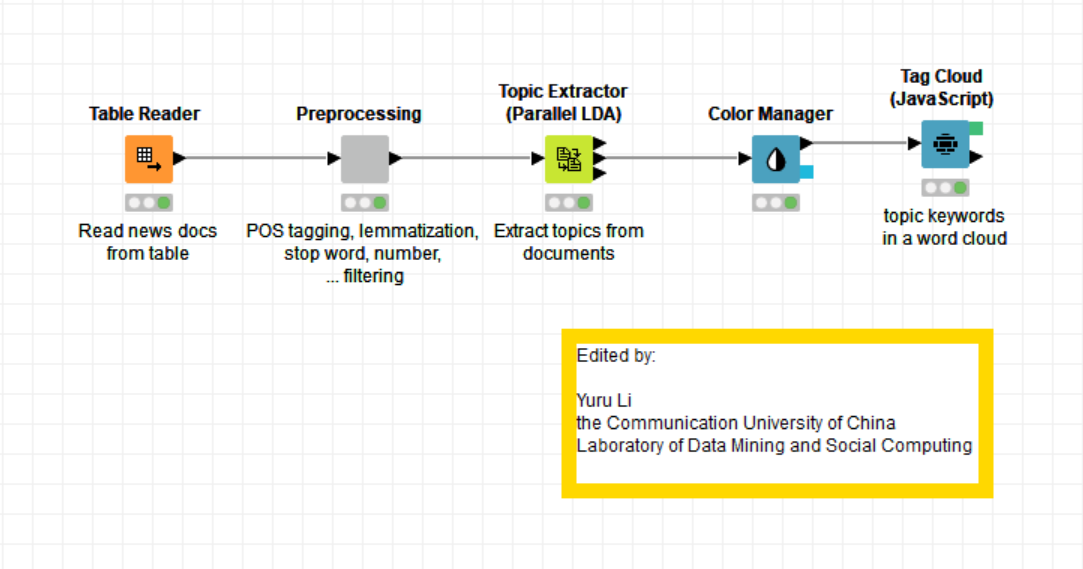 Table Reader
Read news docs
from table
Preprocessing
POS tagging, lemmatization,
stop word, number,
... filtering
Topic Extractor
(Parallel LDA)
Extract topics from
documents
Color Manager
Tag Cloud
(JavaScript)
topic keywords
in a word cloud
Edited by:
Yuru Li
the Communication University of China
Laboratory of Data Mining and Social Computing